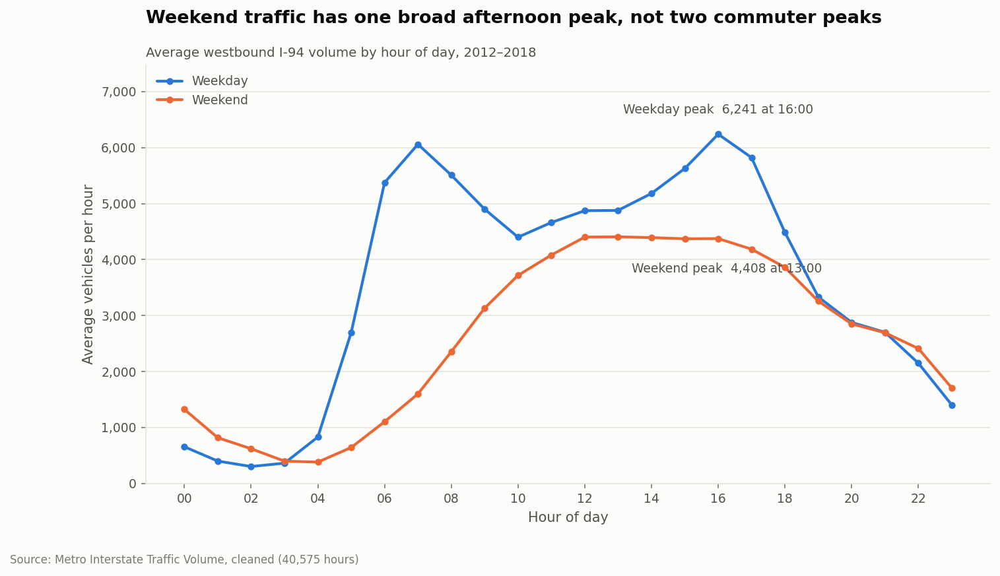 Weekend traffic has one broad afternoon peak, not two commuter peaks
Average westbound I-94 volume by hour of day, 2012–2018
Weekday
Weekend
7,000
6,000
5,000
4,000
3,000
2,000
1,000
0
Average vehicles per hour
Weekday peak  6,241 at 16:00
Weekend peak  4,408 at 13:00
00 02 04 06 08 10 12 14 16 18 20 22
Hour of day
Source: Metro Interstate Traffic Volume, cleaned (40,575 hours)